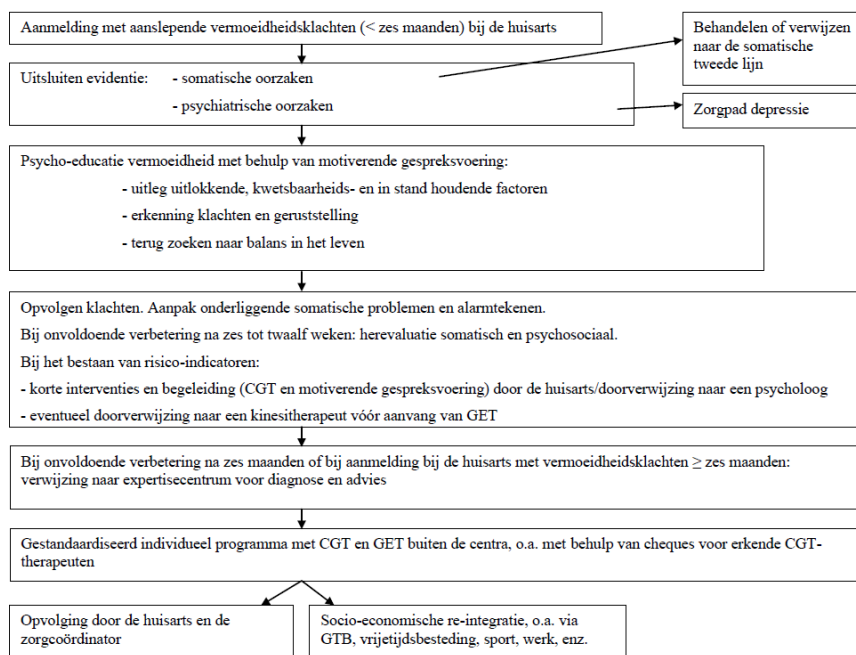 Aanmelding met aanslepende vermoeidheidsklachten (< zes maanden) bij de huisarts
Behandelen of verwijzen
naar de somatische
tweede lijn
Uitsluiten evidentie: - somatische oorzaken
- psychiatrische oorzaken
Zorgpad depressie
Psycho-educatie vermoeidheid met behulp van motiverende gespreksvoering:
- uitleg uitlokkende, kwetsbaarheids- en in stand houdende factoren
- erkenning klachten en geruststelling
- terug zoeken naar balans in het leven
Opvolgen klachten. Aanpak onderliggende somatische problemen en alarmtekenen.
Bij onvoldoende verbetering na zes tot twaalf weken: herevaluatie somatisch en psychosociaal.
Bij het bestaan van risico-indicatoren:
- korte interventies en begeleiding (CGT en motiverende gespreksvoering) door de huisarts/doorverwijzing naar een psycholoog
- eventueel doorverwijzing naar een kinesitherapeut vóór aanvang van GET
Bij onvoldoende verbetering na zes maanden of bij aanmelding bij de huisarts met vermoeidheidsklachten ≥ zes maanden:
verwijzing naar expertisecentrum voor diagnose en advies
Gestandaardiseerd individueel programma met CGT en GET buiten de centra, o.a. met behulp van cheques voor erkende CGT-
therapeuten
Opvolging door de huisarts en de
zorgcoördinator
Socio-economische re-integratie, o.a. via
GTB, vrijetijdsbesteding, sport, werk, enz.